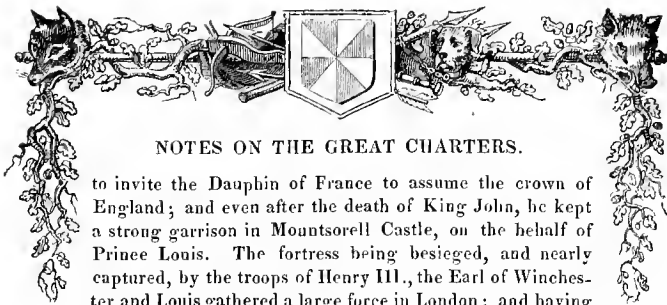 NOTES ON THE GREAT CHARTERS.
to invite the Dauphin of France to assume the crown of
England; and even after the death of King John, he kept
a strong garrison in Mountsorell Castle, on the behalf of
Prince Louis. The fortress being besieged, and nearly
captured, by the troops of Henry III., the Earl of Winches-
ter and Louis gathered a large force in London; and having